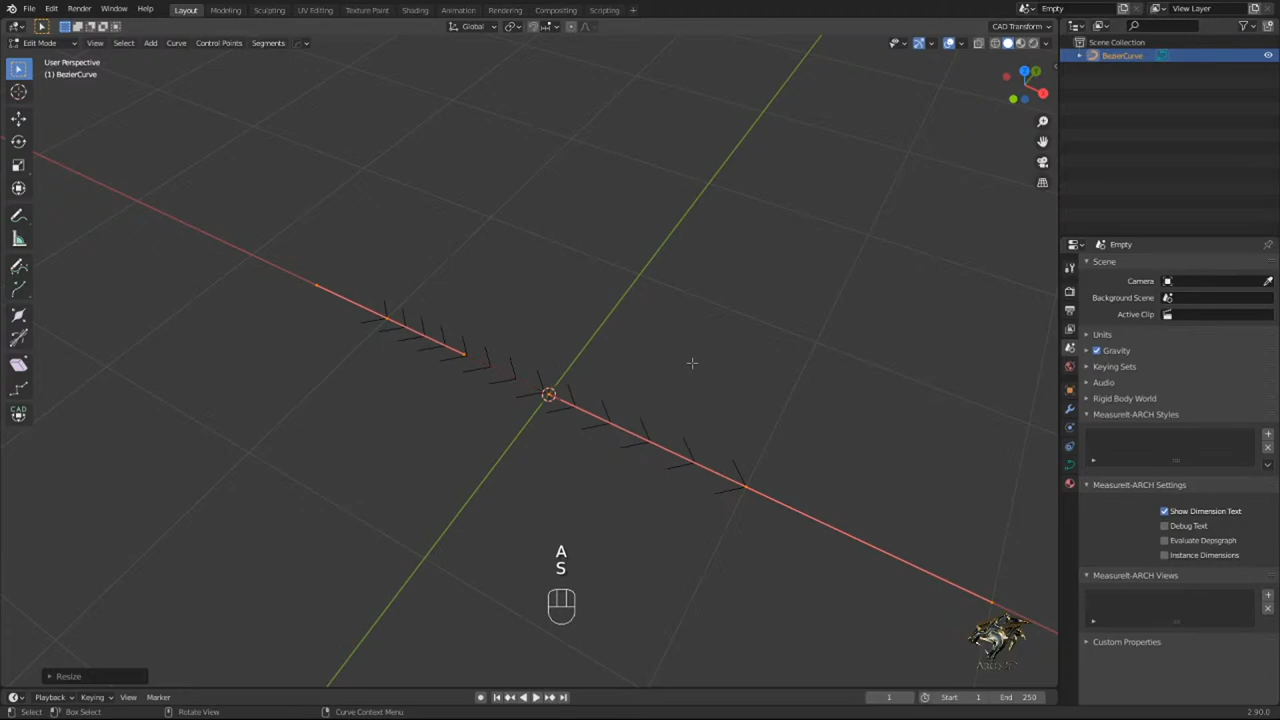 File Edit Render Window Help Layout Modeling Sculpting UV Editing Texture Paint Shading Animation Rendering Compositing Scripting Empty View Layer
Global CAD Transform
Edit Mode View Select Add Curve Control Points Segments
User Perspective
(1) BezierCurve
X
CAD
A
S
Resize
Scene Collection
BezierCurve
Empty
Scene
Camera
Background Scene
Active Clip
Units
Gravity
Keying Sets
Audio
Rigid Body World
MeasureIt-ARCH Styles
MeasureIt-ARCH Settings
Show Dimension Text
Debug Text
Evaluate Depsgraph
Instance Dimensions
MeasureIt-ARCH Views
Custom Properties
Playback Keying View Marker 1 Start 1 End 250
Select Box Select Rotate View Curve Context Menu 2.90.0